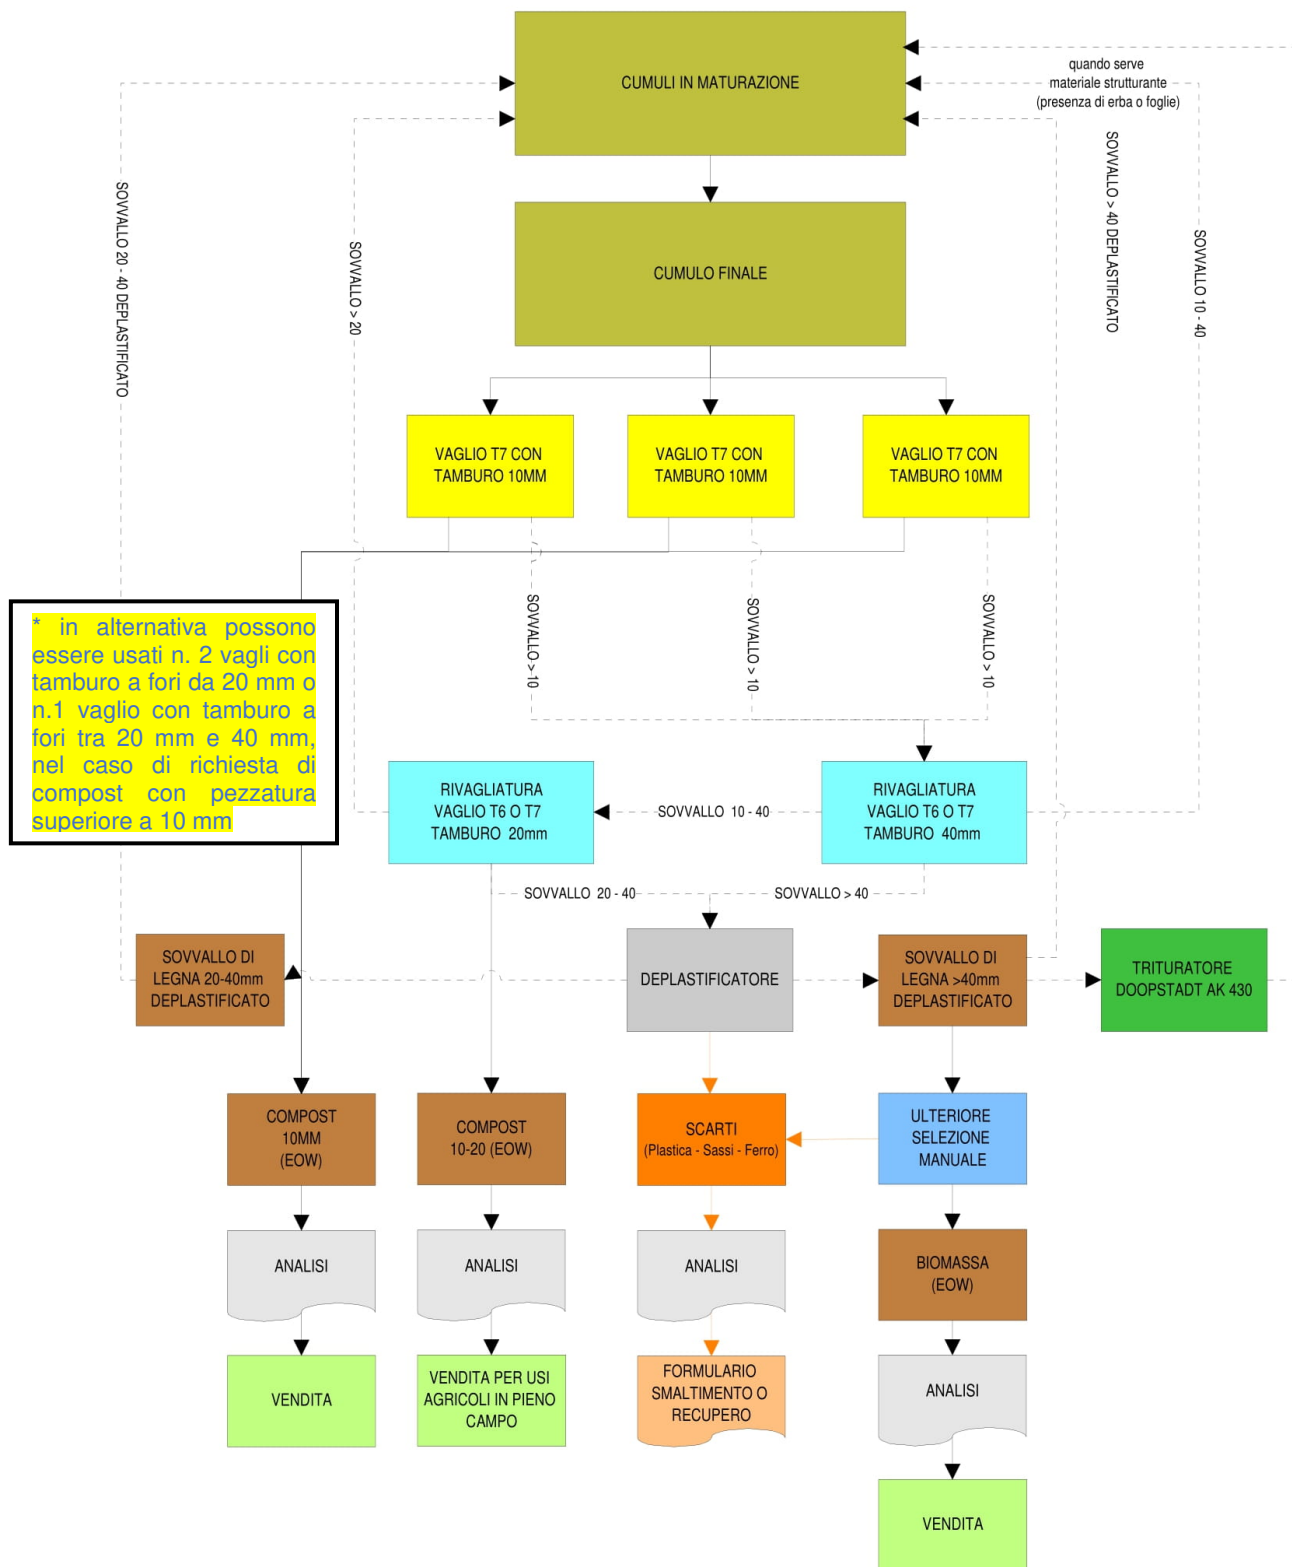 CUMULI IN MATURAZIONE
quando serve
materiale strutturante
(presenza di erba o foglie)
SOVVALLO 20 - 40 DEPLASTIFICATO
SOVVALLO > 20
SOVVALLO > 40 DEPLASTIFICATO
SOVVALLO 10 - 40
CUMULO FINALE
VAGLIO T7 CON
TAMBURO 10MM
VAGLIO T7 CON
TAMBURO 10MM
VAGLIO T7 CON
TAMBURO 10MM
SOVVALLO > 10
SOVVALLO > 10
SOVVALLO > 10
* in alternativa possono
essere usati n. 2 vagli con
tamburo a fori da 20 mm o
n.1 vaglio con tamburo a
fori tra 20 mm e 40 mm,
nel caso di richiesta di
compost con pezzatura
superiore a 10 mm
RIVAGLIATURA
VAGLIO T6 O T7
TAMBURO 20mm
SOVVALLO 10 - 40
RIVAGLIATURA
VAGLIO T6 O T7
TAMBURO 40mm
SOVVALLO 20 - 40
SOVVALLO > 40
SOVVALLO DI
LEGNA 20-40mm
DEPLASTIFICATO
DEPLASTIFICATORE
SOVVALLO DI
LEGNA >40mm
DEPLASTIFICATO
TRITURATORE
DOOPSTADT AK 430
COMPOST
10MM
(EOW)
COMPOST
10-20 (EOW)
SCARTI
(Plastica - Sassi - Ferro)
ULTERIORE
SELEZIONE
MANUALE
ANALISI
ANALISI
ANALISI
BIOMASSA
(EOW)
VENDITA
VENDITA PER USI
AGRICOLI IN PIENO
CAMPO
FORMULARIO
SMALTIMENTO O
RECUPERO
ANALISI
VENDITA